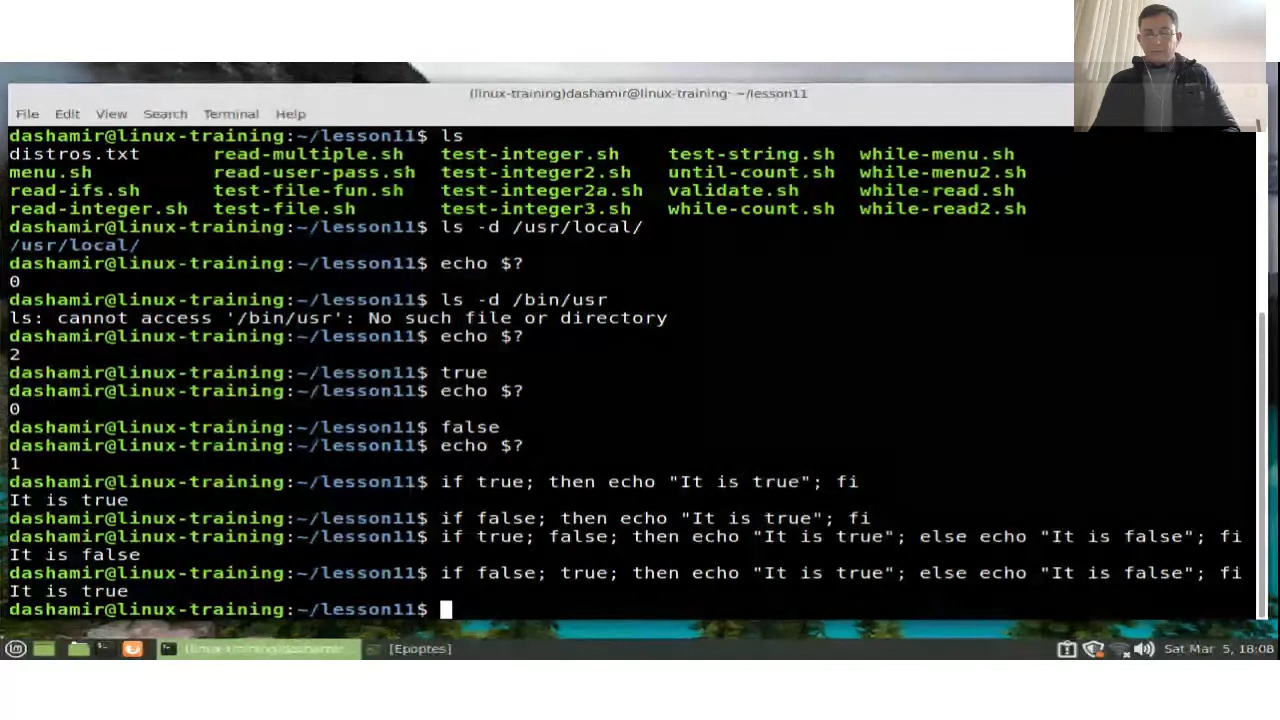 (linux-training)dashamir@linux-training: ~/lesson11
File Edit View Search Terminal Help
dashamir@linux-training:~/lesson11$ ls
distros.txt read-multiple.sh test-integer.sh test-string.sh while-menu.sh
menu.sh read-user-pass.sh test-integer2.sh until-count.sh while-menu2.sh
read-ifs.sh test-file-fun.sh test-integer2a.sh validate.sh while-read.sh
read-integer.sh test-file.sh test-integer3.sh while-count.sh while-read2.sh
dashamir@linux-training:~/lesson11$ ls -d /usr/local/
/usr/local/
dashamir@linux-training:~/lesson11$ echo $?
0
dashamir@linux-training:~/lesson11$ ls -d /bin/usr
ls: cannot access '/bin/usr': No such file or directory
dashamir@linux-training:~/lesson11$ echo $?
2
dashamir@linux-training:~/lesson11$ true
dashamir@linux-training:~/lesson11$ echo $?
0
dashamir@linux-training:~/lesson11$ false
dashamir@linux-training:~/lesson11$ echo $?
1
dashamir@linux-training:~/lesson11$ if true; then echo "It is true"; fi
It is true
dashamir@linux-training:~/lesson11$ if false; then echo "It is true"; fi
dashamir@linux-training:~/lesson11$ if true; false; then echo "It is true"; else echo "It is false"; fi
It is false
dashamir@linux-training:~/lesson11$ if false; true; then echo "It is true"; else echo "It is false"; fi
It is true
dashamir@linux-training:~/lesson11$
(linux-training)dashamir... [Epoptes] Sat Mar 5, 18:08